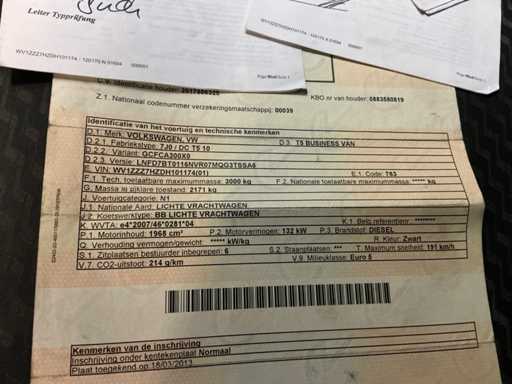 Leiter Typprüfung
WV1ZZZ7HZDH101174
WV1ZZZ7HZDH101174
KBO nr van houder: 0883580819
Z.1. Nationaal codenummer verzekeringsmaatschappij: 00039
Identificatie van het voertuig en technische kenmerken
D.1. Merk: VOLKSWAGEN, VW
D.2.1. Fabriekstype: 7J0 / DC T5 10 D.3. T5 BUSINESS VAN
D.2.2. Variant: GCFCA300X0
D.2.3. Versie: LNFD7BT0116NVR07MQG3TSSA6
E. VIN: WV1ZZZ7HZDH101174(01) E.1. Code: 763
F.1. Tech. toelaatbare maximummassa: 3000 kg F.2. Nationale toelaatbare maximummassa: ***** kg
G. Massa in rijklare toestand: 2171 kg
J. Voertuigcategorie: N1
J.1. Nationale Aard: LICHTE VRACHTWAGEN
J.2. Koetswerktype: BB LICHTE VRACHTWAGEN
K. WVTA: e4*2007/46*0281*04 K.1. Belg.referentienr.: ********
P.1. Motorinhoud: 1968 cm³ P.2. Motorvermogen: 132 kW P.3. Brandstof: DIESEL
Q. Verhouding vermogen/gewicht: ***** kW/kg R. Kleur: Zwart
S.1. Zitplaatsen bestuurder inbegrepen: 6 S.2. Staanplaatsen: *** T. Maximum snelheid: 191 km/h
V.7. CO2-uitstoot: 214 g/km V.9. Milieuklasse: Euro 5
Kenmerken van de inschrijving
Inschrijving onder kentekenplaat Normaal
Plaat toegekend op 18/03/2013